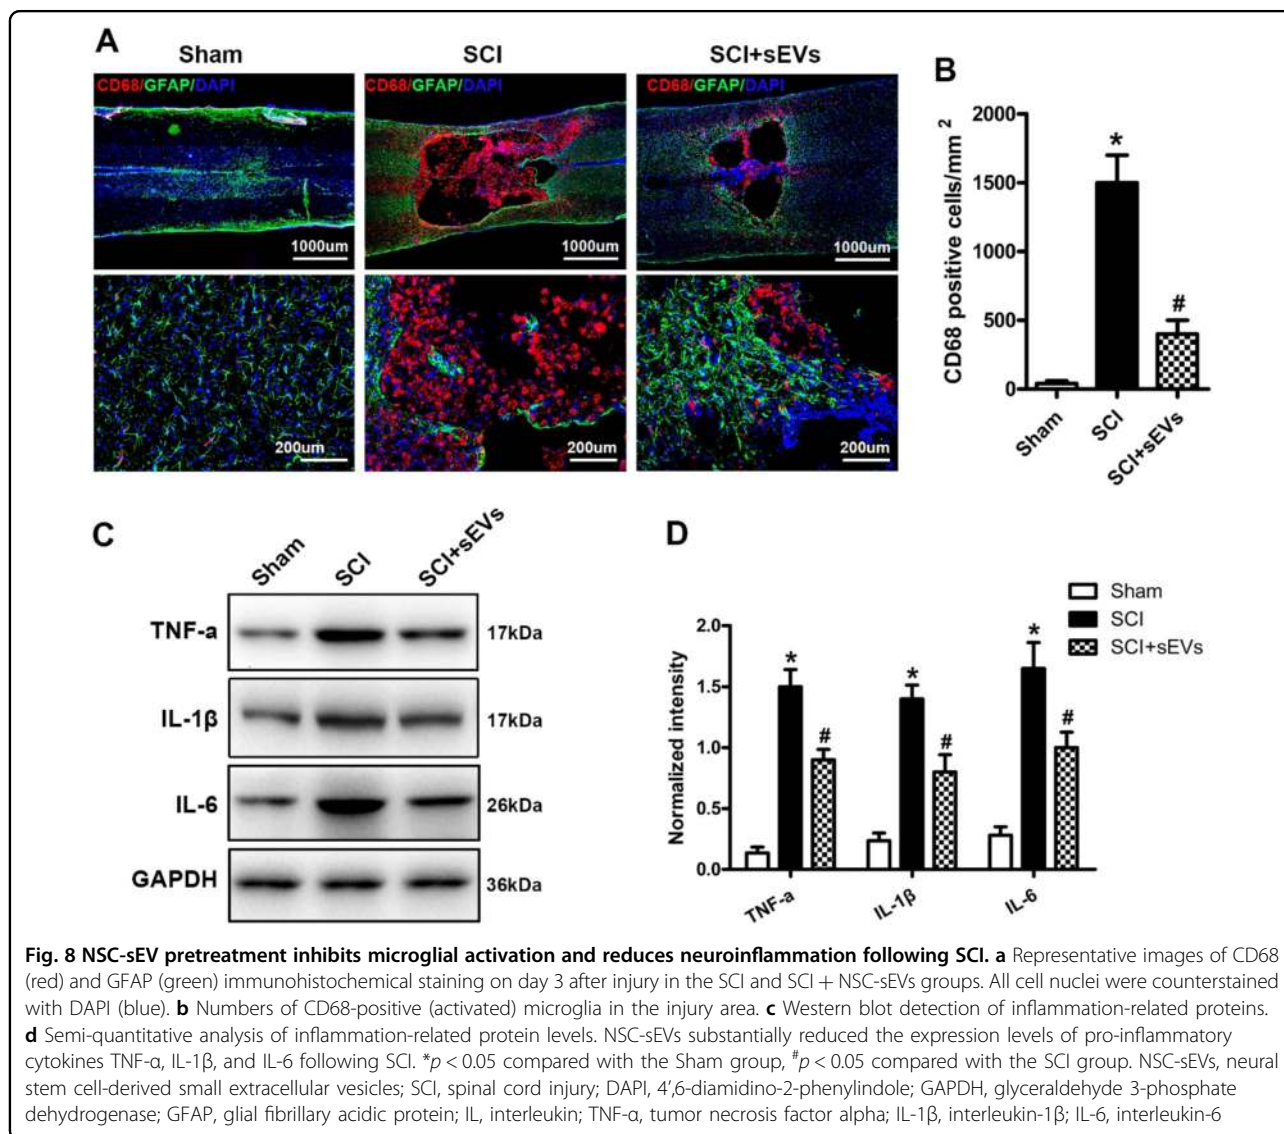 A
Sham
SCI
SCI+sEVs
CD68/GFAP/DAPI
CD68/GFAP/DAPI
CD68/GFAP/DAPI
1000um
1000um
1000um
200um
200um
200um
B
CD68 positive cells/mm 2
2000
1500
1000
500
0
*
#
Sham
SCI
SCI+sEVs
C
Sham
SCI
SCI+sEVs
TNF-a
17kDa
IL-1β
17kDa
IL-6
26kDa
GAPDH
36kDa
D
Sham
SCI
SCI+sEVs
Normalized intensity
2.0
1.5
1.0
0.5
0.0
*
#
*
#
*
#
TNF-a
IL-1β
IL-6
Fig. 8 NSC-sEV pretreatment inhibits microglial activation and reduces neuroinflammation following SCI. a Representative images of CD68
(red) and GFAP (green) immunohistochemical staining on day 3 after injury in the SCI and SCI + NSC-sEVs groups. All cell nuclei were counterstained
with DAPI (blue). b Numbers of CD68-positive (activated) microglia in the injury area. c Western blot detection of inflammation-related proteins.
d Semi-quantitative analysis of inflammation-related protein levels. NSC-sEVs substantially reduced the expression levels of pro-inflammatory
cytokines TNF-α, IL-1β, and IL-6 following SCI. *p < 0.05 compared with the Sham group, #p < 0.05 compared with the SCI group. NSC-sEVs, neural
stem cell-derived small extracellular vesicles; SCI, spinal cord injury; DAPI, 4′,6-diamidino-2-phenylindole; GAPDH, glyceraldehyde 3-phosphate
dehydrogenase; GFAP, glial fibrillary acidic protein; IL, interleukin; TNF-α, tumor necrosis factor alpha; IL-1β, interleukin-1β; IL-6, interleukin-6